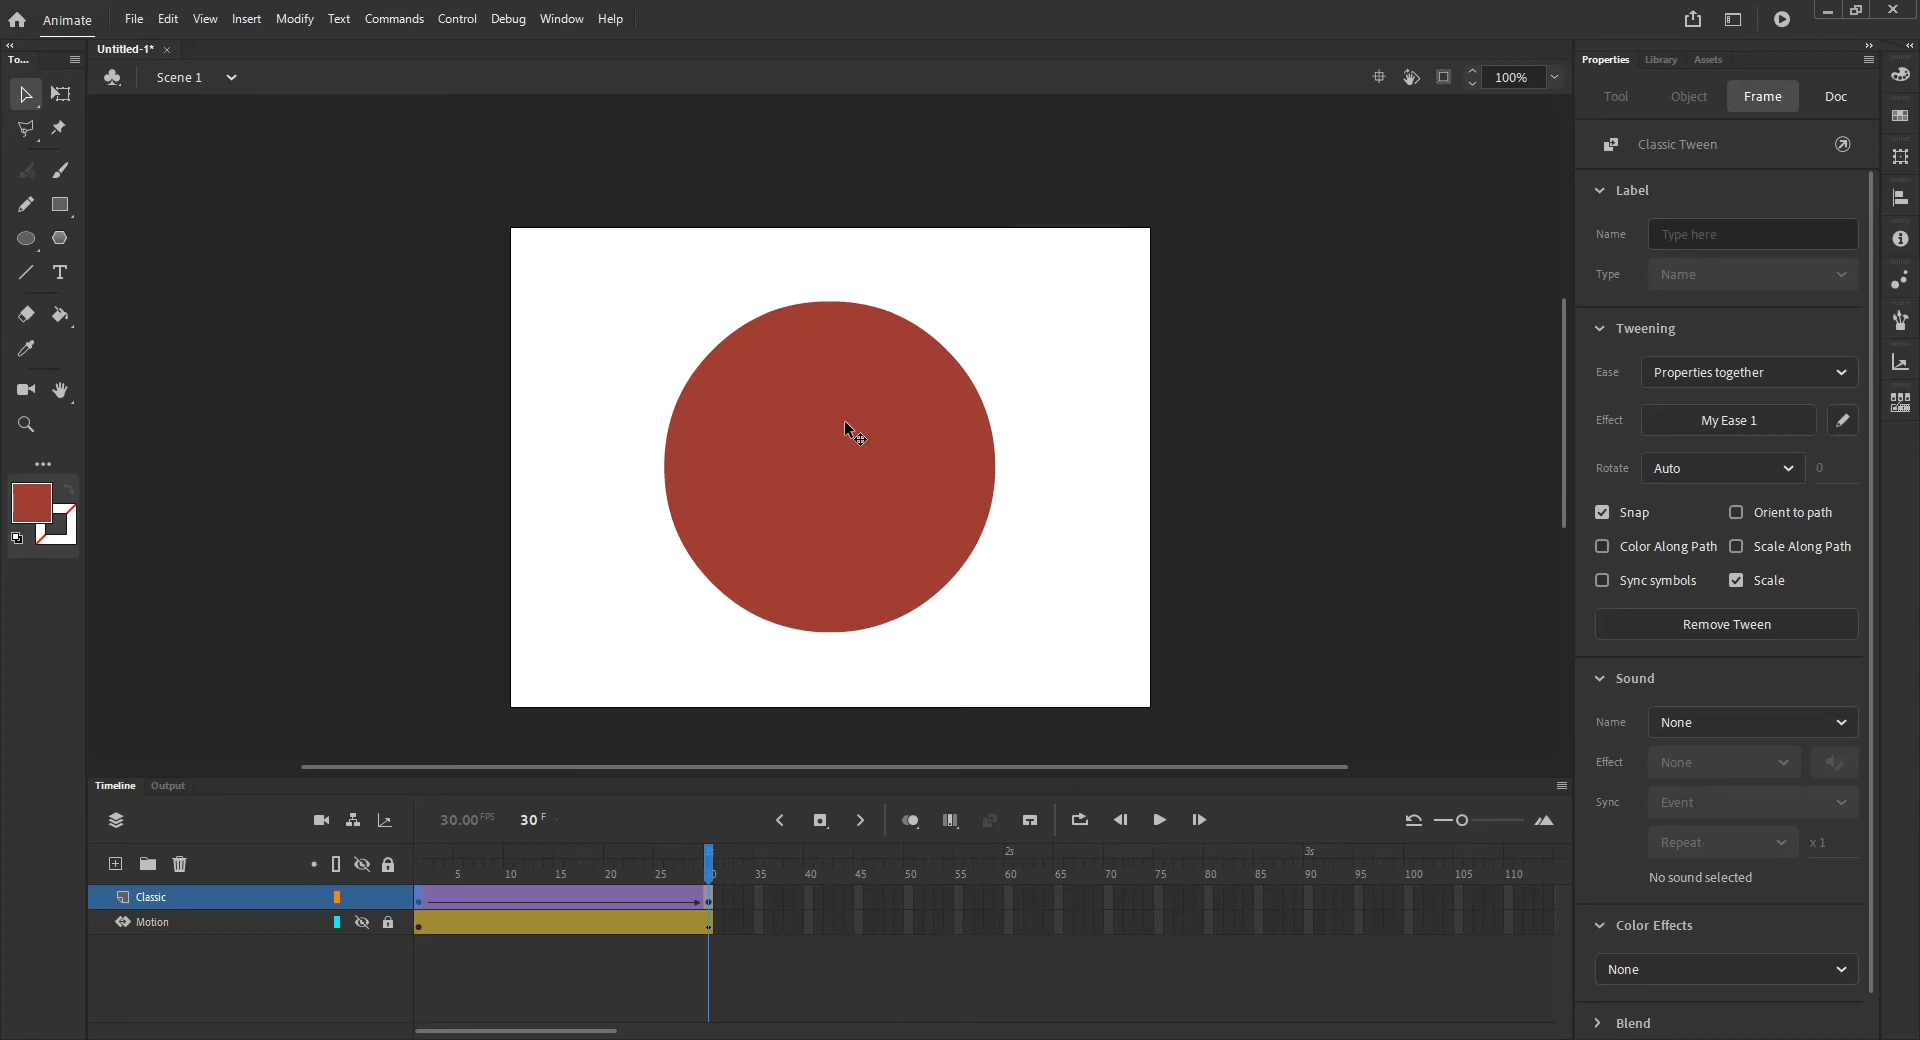 Animate File Edit View Insert Modify Text Commands Control Debug Window Help
To... Untitled-1* Properties Library Assets
Scene 1 100%
Tool Object Frame Doc
Classic Tween
Label
Name Type here
Type Name
Tweening
Ease Properties together
Effect My Ease 1
Rotate Auto 0
Snap Orient to path
Color Along Path Scale Along Path
Sync symbols Scale
Remove Tween
Sound
Name None
Effect None
Sync Event
Repeat x 1
No sound selected
Color Effects
None
Blend
Timeline Output
30.00 FPS 30 F
1s 2s 3s
5 10 15 20 25 30 35 40 45 50 55 60 65 70 75 80 85 90 95 100 105 110
Classic
Motion